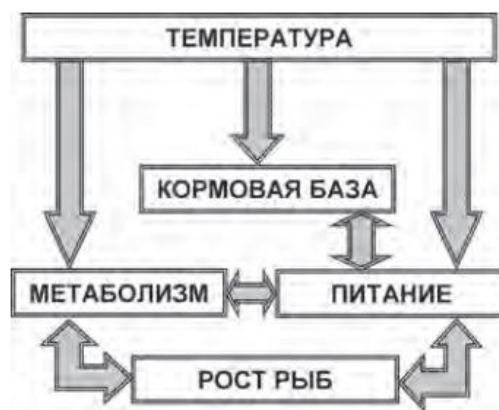 ТЕМПЕРАТУРА
КОРМОВАЯ БАЗА
МЕТАБОЛИЗМ
ПИТАНИЕ
РОСТ РЫБ